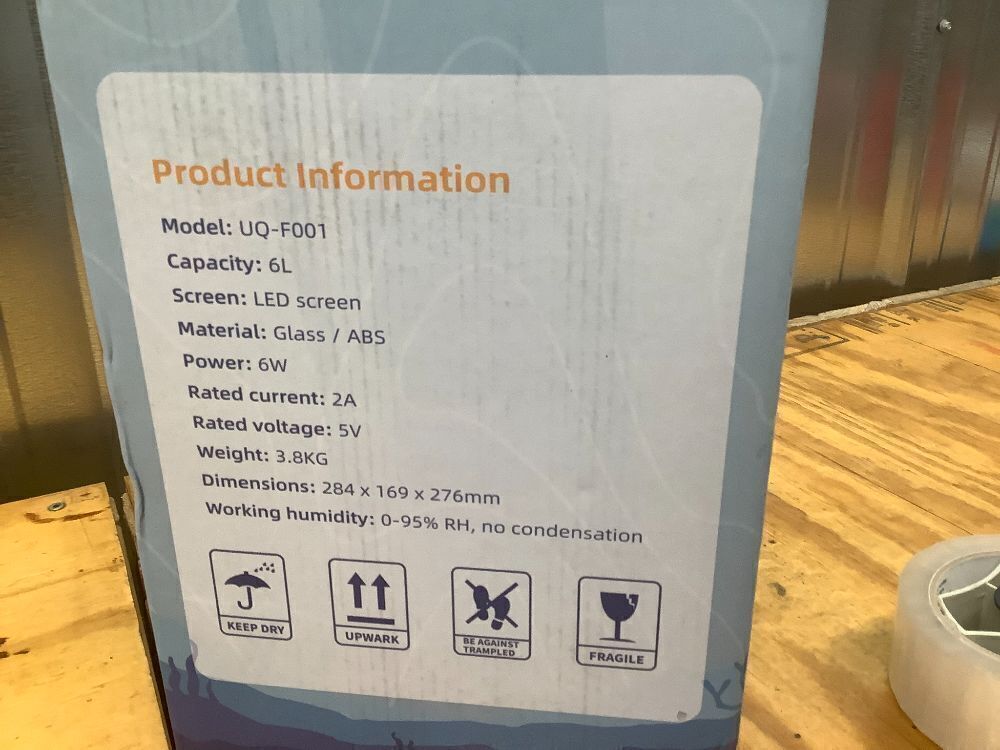 Product Information
Model: UQ-F001
Capacity: 6L
Screen: LED screen
Material: Glass / ABS
Power: 6W
Rated current: 2A
Rated voltage: 5V
Weight: 3.8KG
Dimensions: 284 x 169 x 276mm
Working humidity: 0-95% RH, no condensation
KEEP DRY
UPWARK
BE AGAINST
TRAMPLED
FRAGILE